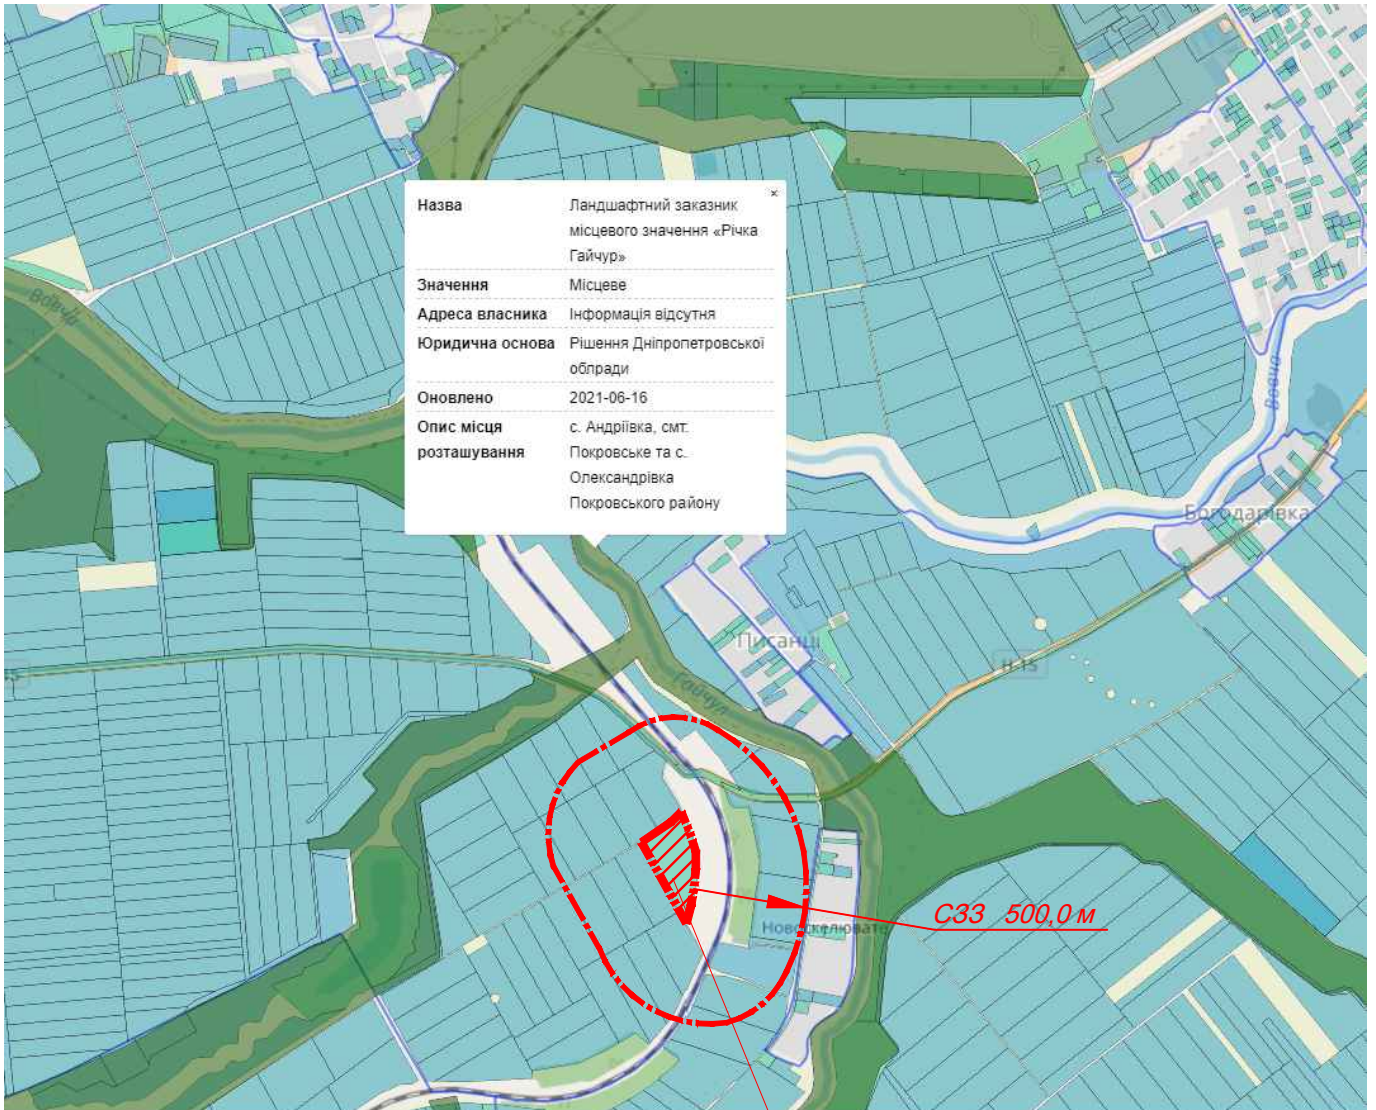 ×
Назва
Ландшафтний заказник
місцевого значення «Річка
Гайчур»
Значення
Місцеве
Адреса власника
Інформація відсутня
Юридична основа
Рішення Дніпропетровської
облради
Оновлено
2021-06-16
Опис місця
розташування
с. Андріївка, смт.
Покровське та с.
Олександрівка
Покровського району
Вовча
Вовча
Богодарівка
Писанці
Н-15
Гайчул
СЗЗ 500,0 м
Новоскелювате